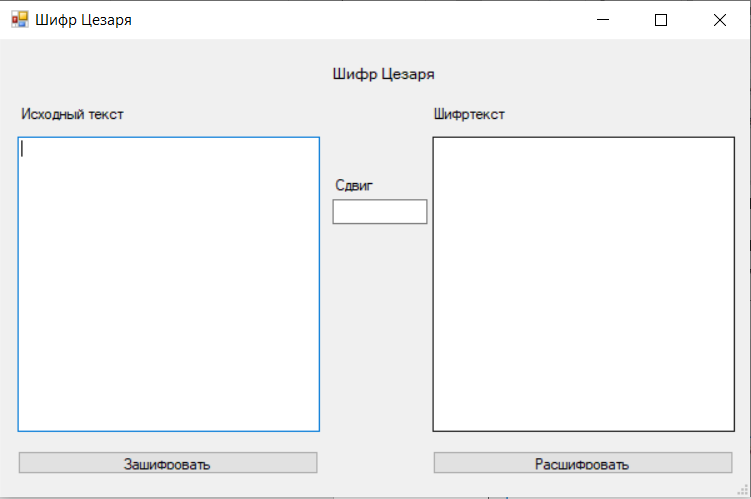 Шифр Цезаря
Шифр Цезаря
Исходный текст
Шифртекст
Сдвиг
Зашифровать
Расшифровать